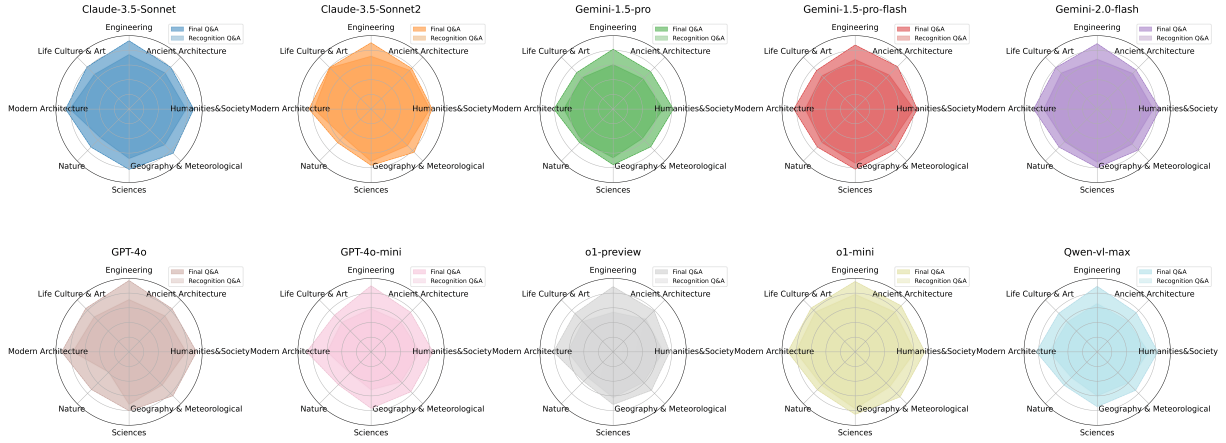 Claude-3.5-Sonnet
Final Q&A
Recognition Q&A
Engineering
Life Culture & Art
Ancient Architecture
Modern Architecture
Humanities&Society
Nature
Geography & Meteorological
Sciences
Claude-3.5-Sonnet2
Final Q&A
Recognition Q&A
Engineering
Life Culture & Art
Ancient Architecture
Modern Architecture
Humanities&Society
Nature
Geography & Meteorological
Sciences
Gemini-1.5-pro
Final Q&A
Recognition Q&A
Engineering
Life Culture & Art
Ancient Architecture
Modern Architecture
Humanities&Society
Nature
Geography & Meteorological
Sciences
Gemini-1.5-pro-flash
Final Q&A
Recognition Q&A
Engineering
Life Culture & Art
Ancient Architecture
Modern Architecture
Humanities&Society
Nature
Geography & Meteorological
Sciences
Gemini-2.0-flash
Final Q&A
Recognition Q&A
Engineering
Life Culture & Art
Ancient Architecture
Modern Architecture
Humanities&Society
Nature
Geography & Meteorological
Sciences
GPT-4o
Final Q&A
Recognition Q&A
Engineering
Life Culture & Art
Ancient Architecture
Modern Architecture
Humanities&Society
Nature
Geography & Meteorological
Sciences
GPT-4o-mini
Final Q&A
Recognition Q&A
Engineering
Life Culture & Art
Ancient Architecture
Modern Architecture
Humanities&Society
Nature
Geography & Meteorological
Sciences
o1-preview
Final Q&A
Recognition Q&A
Engineering
Life Culture & Art
Ancient Architecture
Modern Architecture
Humanities&Society
Nature
Geography & Meteorological
Sciences
o1-mini
Final Q&A
Recognition Q&A
Engineering
Life Culture & Art
Ancient Architecture
Modern Architecture
Humanities&Society
Nature
Geography & Meteorological
Sciences
Qwen-vl-max
Final Q&A
Recognition Q&A
Engineering
Life Culture & Art
Ancient Architecture
Modern Architecture
Humanities&Society
Nature
Geography & Meteorological
Sciences